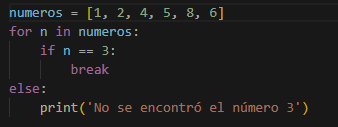 numeros = [1, 2, 4, 5, 8, 6]
for n in numeros:
    if n == 3:
        break
else:
    print('No se encontró el número 3')